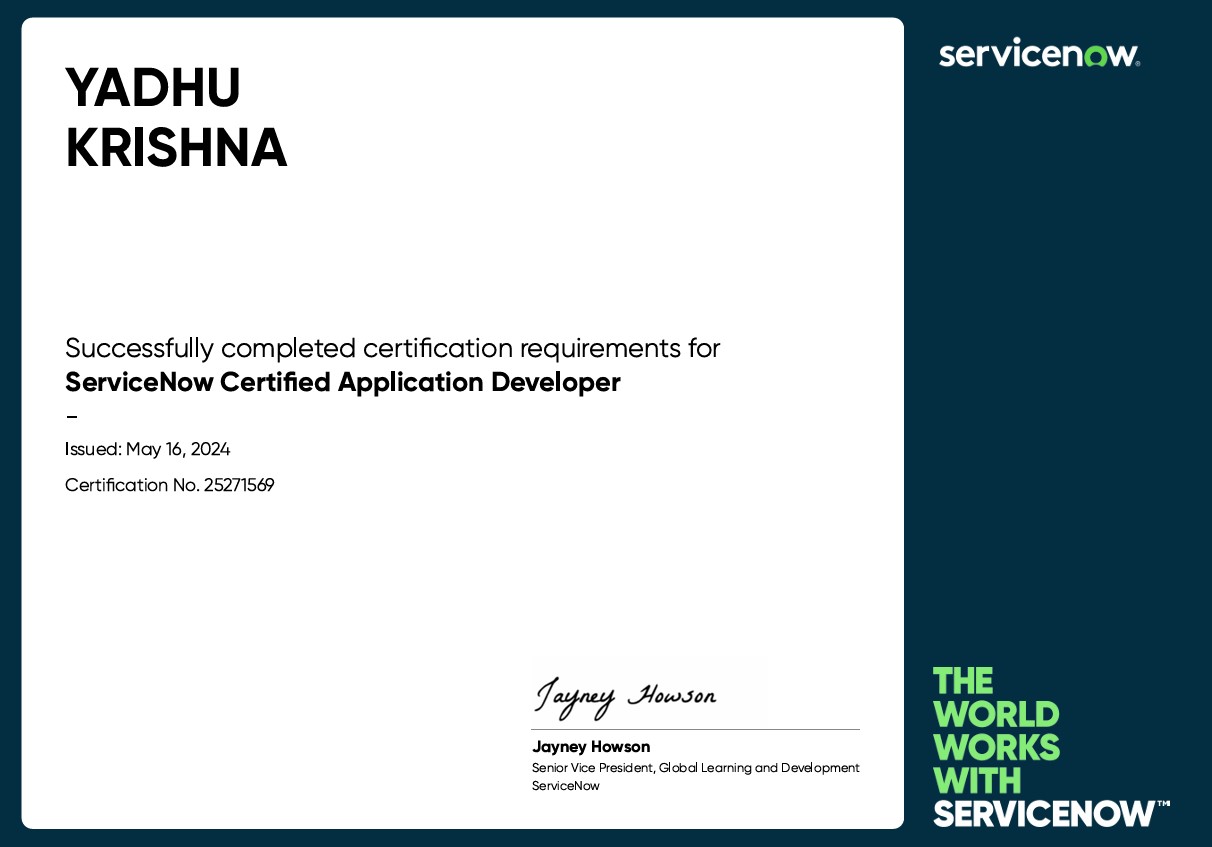 YADHU
KRISHNA
Successfully completed certification requirements for
ServiceNow Certified Application Developer
–
Issued: May 16, 2024
Certification No. 25271569
Jayney Howson
Jayney Howson
Senior Vice President, Global Learning and Development
ServiceNow
servicenow®
THE
WORLD
WORKS
WITH
SERVICENOW™